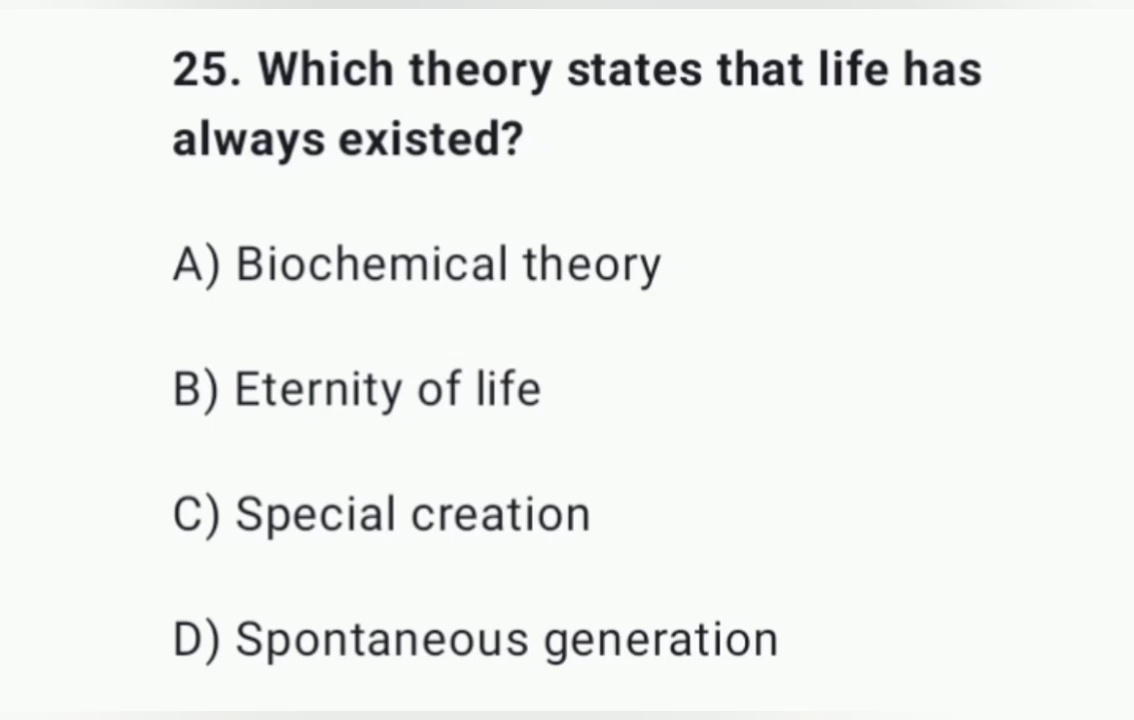 25. Which theory states that life has
always existed?
A) Biochemical theory
B) Eternity of life
C) Special creation
D) Spontaneous generation